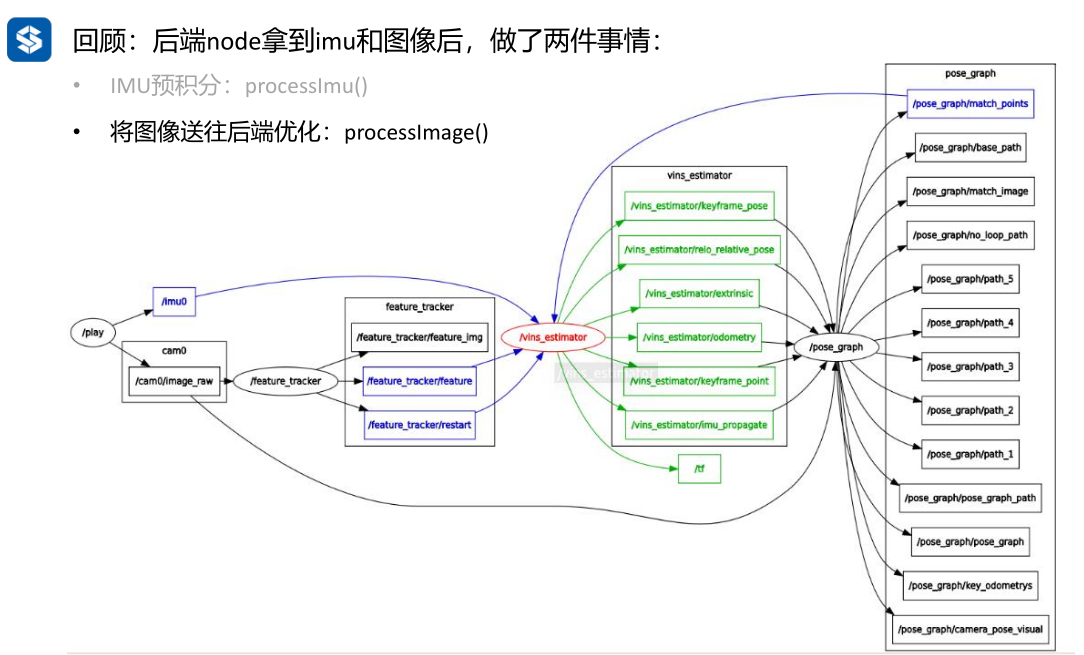 回顾：后端node拿到imu和图像后，做了两件事情：
• IMU预积分：processImu()
• 将图像送往后端优化：processImage()
pose_graph
/pose_graph/match_points
/pose_graph/base_path
/pose_graph/match_image
/pose_graph/no_loop_path
/pose_graph/path_5
/pose_graph/path_4
/pose_graph/path_3
/pose_graph/path_2
/pose_graph/path_1
/pose_graph/pose_graph_path
/pose_graph/pose_graph
/pose_graph/key_odometrys
/pose_graph/camera_pose_visual
vins_estimator
/vins_estimator/keyframe_pose
/vins_estimator/relo_relative_pose
/vins_estimator/extrinsic
/vins_estimator/odometry
/vins_estimator/keyframe_point
/vins_estimator/imu_propagate
/tf
/imu0
/play
cam0
/cam0/image_raw
/feature_tracker
feature_tracker
/feature_tracker/feature_img
/feature_tracker/feature
/feature_tracker/restart
/vins_estimator
/vins_estimator
/pose_graph